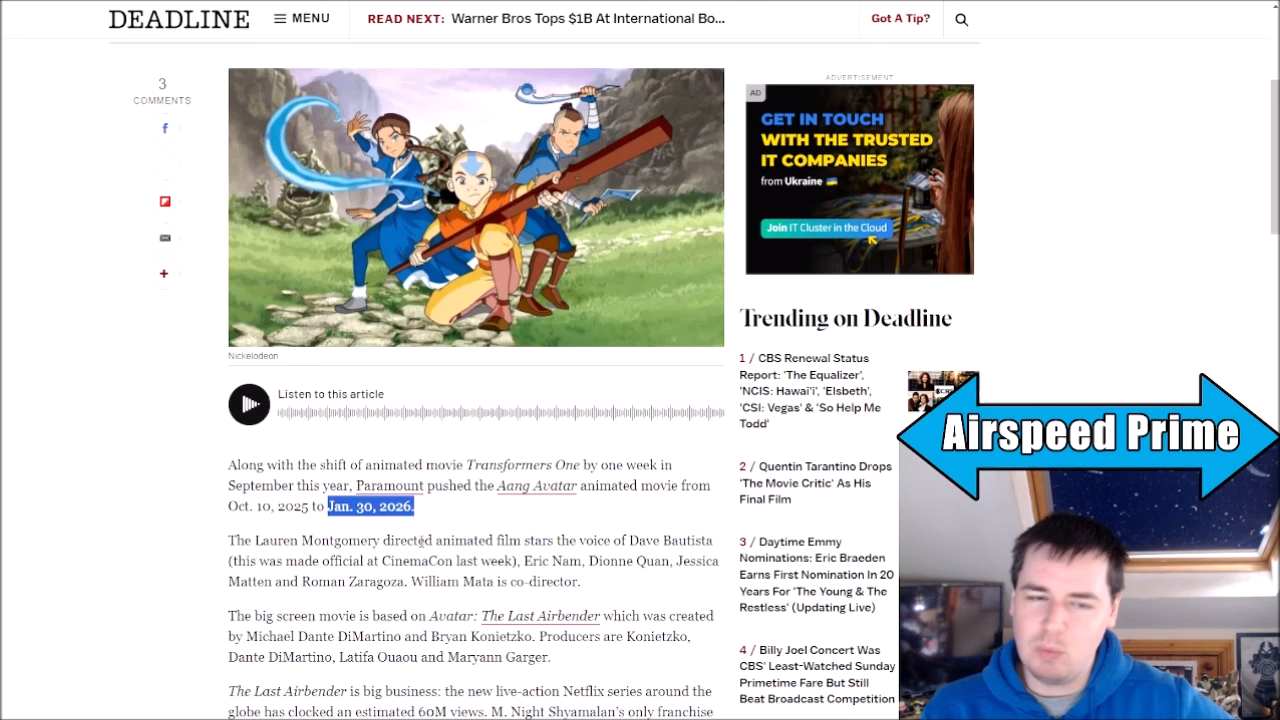 DEADLINE
MENU
READ NEXT: Warner Bros Tops $1B At International Bo...
Got A Tip?
3
COMMENTS
Nickelodeon
Listen to this article
Along with the shift of animated movie Transformers One by one week in
September this year, Paramount pushed the Aang Avatar animated movie from
Oct. 10, 2025 to Jan. 30, 2026.
The Lauren Montgomery directed animated film stars the voice of Dave Bautista
(this was made official at CinemaCon last week), Eric Nam, Dionne Quan, Jessica
Matten and Roman Zaragoza. William Mata is co-director.
The big screen movie is based on Avatar: The Last Airbender which was created
by Michael Dante DiMartino and Bryan Konietzko. Producers are Konietzko,
Dante DiMartino, Latifa Ouaou and Maryann Garger.
The Last Airbender is big business: the new live-action Netflix series around the
globe has clocked an estimated 60M views. M. Night Shyamalan's only franchise
ADVERTISEMENT
AD
GET IN TOUCH
WITH THE TRUSTED
IT COMPANIES
from Ukraine
Join IT Cluster in the Cloud
Trending on Deadline
1 / CBS Renewal Status
Report: 'The Equalizer',
'NCIS: Hawai'i', 'Elsbeth',
'CSI: Vegas' & 'So Help Me
Todd'
2 / Quentin Tarantino Drops
'The Movie Critic' As His
Final Film
3 / Daytime Emmy
Nominations: Eric Braeden
Earns First Nomination In 20
Years For 'The Young & The
Restless' (Updating Live)
4 / Billy Joel Concert Was
CBS' Least-Watched Sunday
Primetime Fare But Still
Beat Broadcast Competition
Airspeed Prime